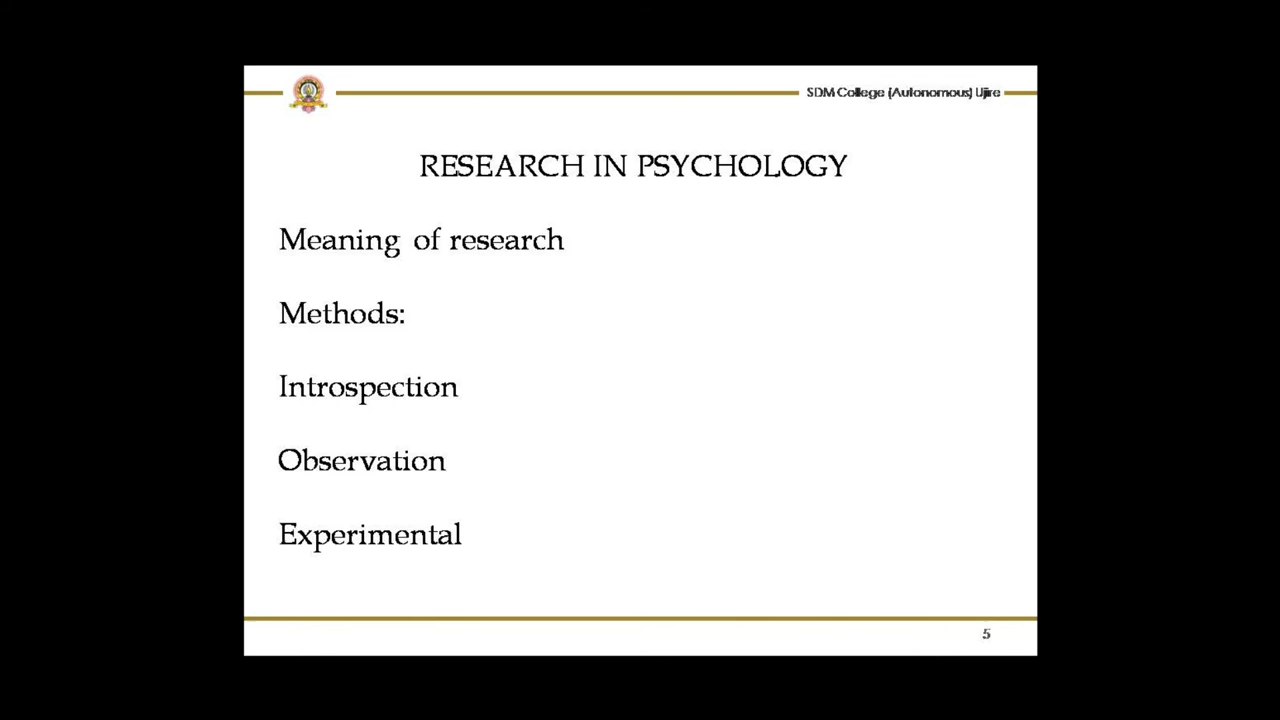 SDM College (Autonomous) Ujire
RESEARCH IN PSYCHOLOGY
Meaning of research
Methods:
Introspection
Observation
Experimental
5